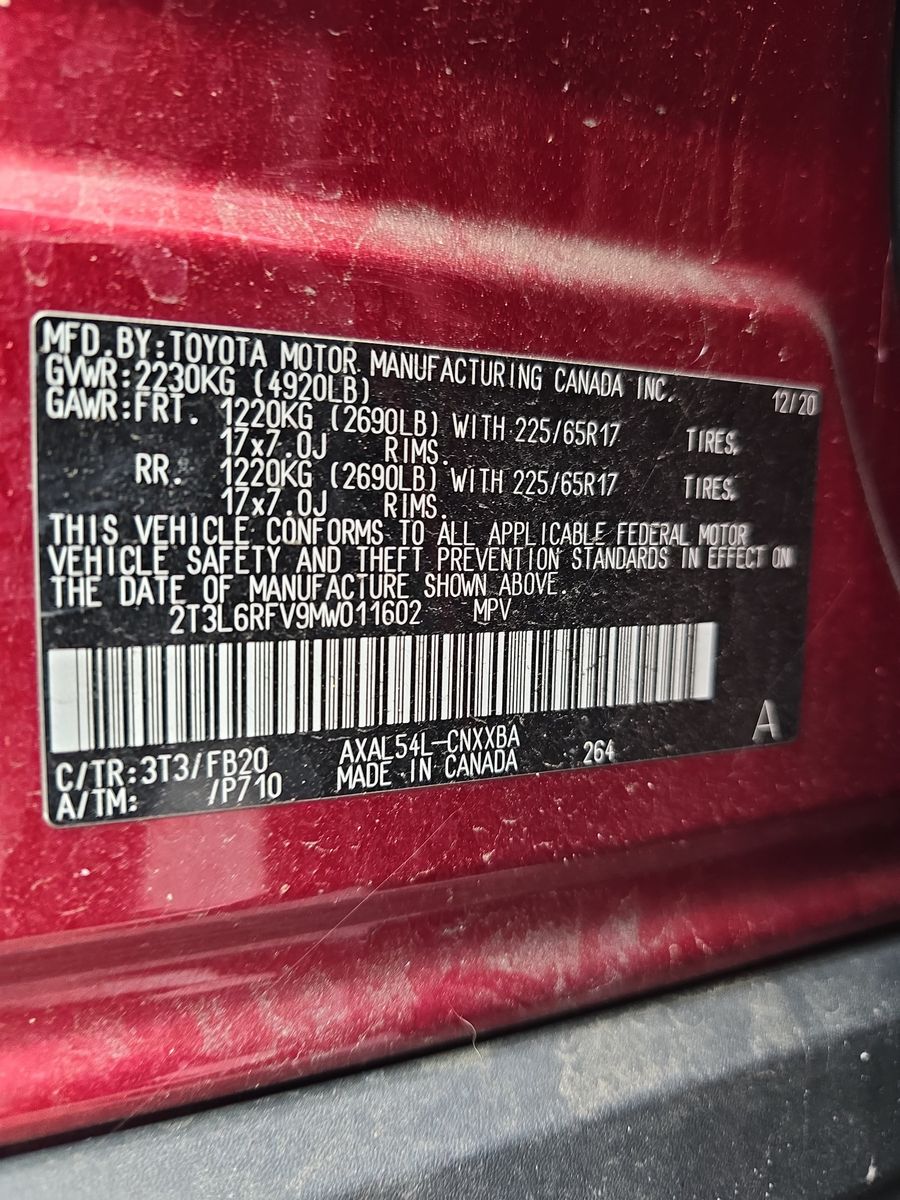 MFD. BY: TOYOTA MOTOR MANUFACTURING CANADA INC.
GVWR: 2230KG (4920LB) 12/20
GAWR: FRT. 1220KG (2690LB) WITH 225/65R17 TIRES,
17x7.0J RIMS.
RR. 1220KG (2690LB) WITH 225/65R17 TIRES,
17x7.0J RIMS.
THIS VEHICLE CONFORMS TO ALL APPLICABLE FEDERAL MOTOR
VEHICLE SAFETY AND THEFT PREVENTION STANDARDS IN EFFECT ON
THE DATE OF MANUFACTURE SHOWN ABOVE.
2T3L6RFV9MW011602 MPV
A
C/TR: 3T3/FB20 AXAL54L-CNXXBA 264
A/TM: /P710 MADE IN CANADA